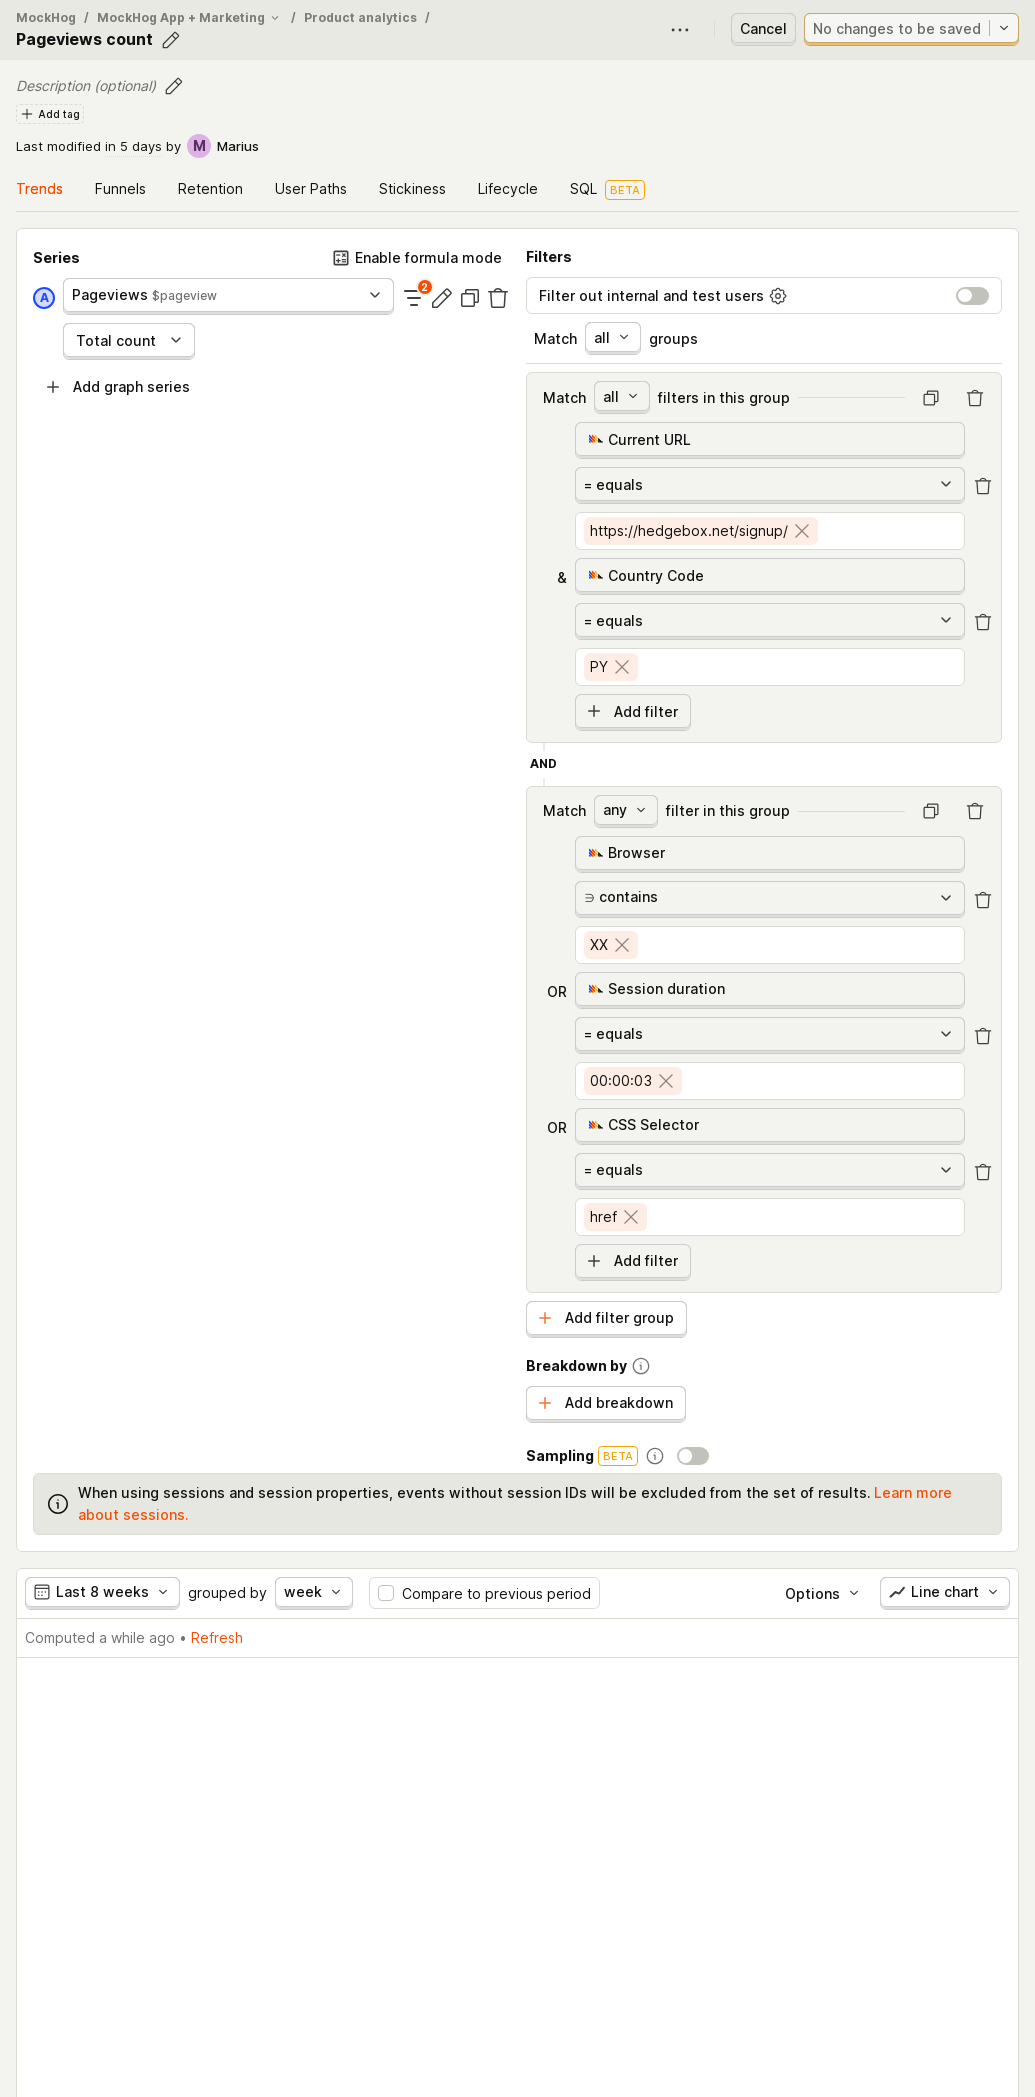 MockHog / MockHog App + Marketing / Product analytics /
Pageviews count
Cancel
No changes to be saved
Description (optional)
Add tag
Last modified in 5 days by M Marius
Trends Funnels Retention User Paths Stickiness Lifecycle SQL BETA
Series
Enable formula mode
A Pageviews $pageview
2
Total count
Add graph series
Filters
Filter out internal and test users
Match all groups
Match all filters in this group
Current URL
= equals
https://hedgebox.net/signup/
& Country Code
= equals
PY
Add filter
AND
Match any filter in this group
Browser
∋ contains
XX
OR Session duration
= equals
00:00:03
OR CSS Selector
= equals
href
Add filter
Add filter group
Breakdown by
Add breakdown
Sampling BETA
When using sessions and session properties, events without session IDs will be excluded from the set of results. Learn more
about sessions.
Last 8 weeks grouped by week Compare to previous period Options Line chart
Computed a while ago • Refresh